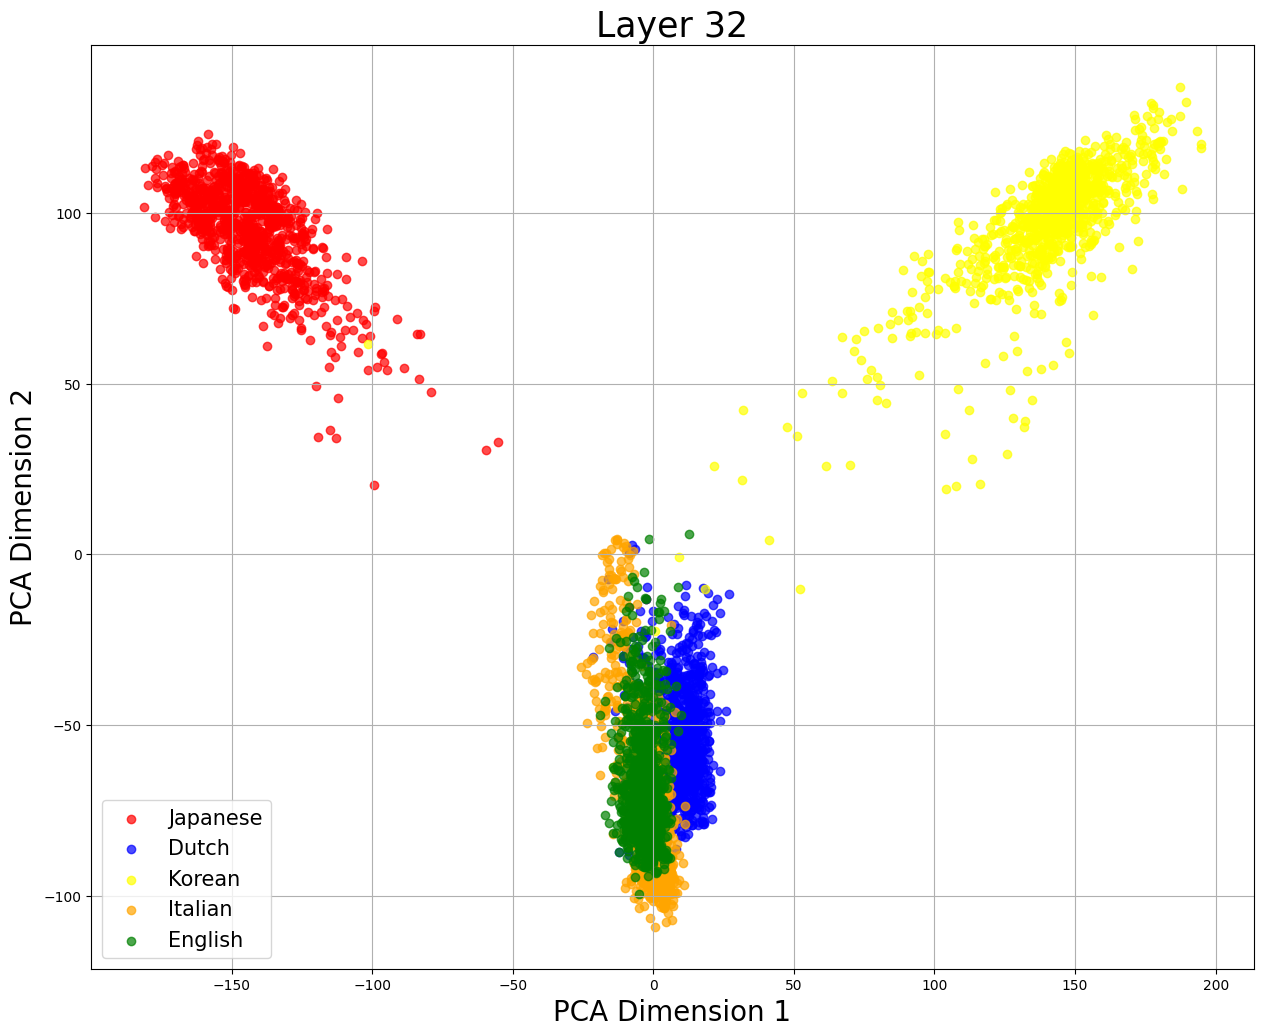 Layer 32
PCA Dimension 2
100
50
0
−50
−100
Japanese
Dutch
Korean
Italian
English
−150
−100
−50
0
50
100
150
200
PCA Dimension 1